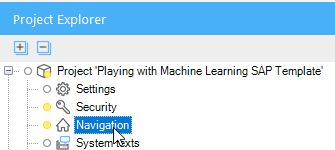 Project Explorer
Project 'Playing with Machine Learning SAP Template'
Settings
Security
Navigation
System texts